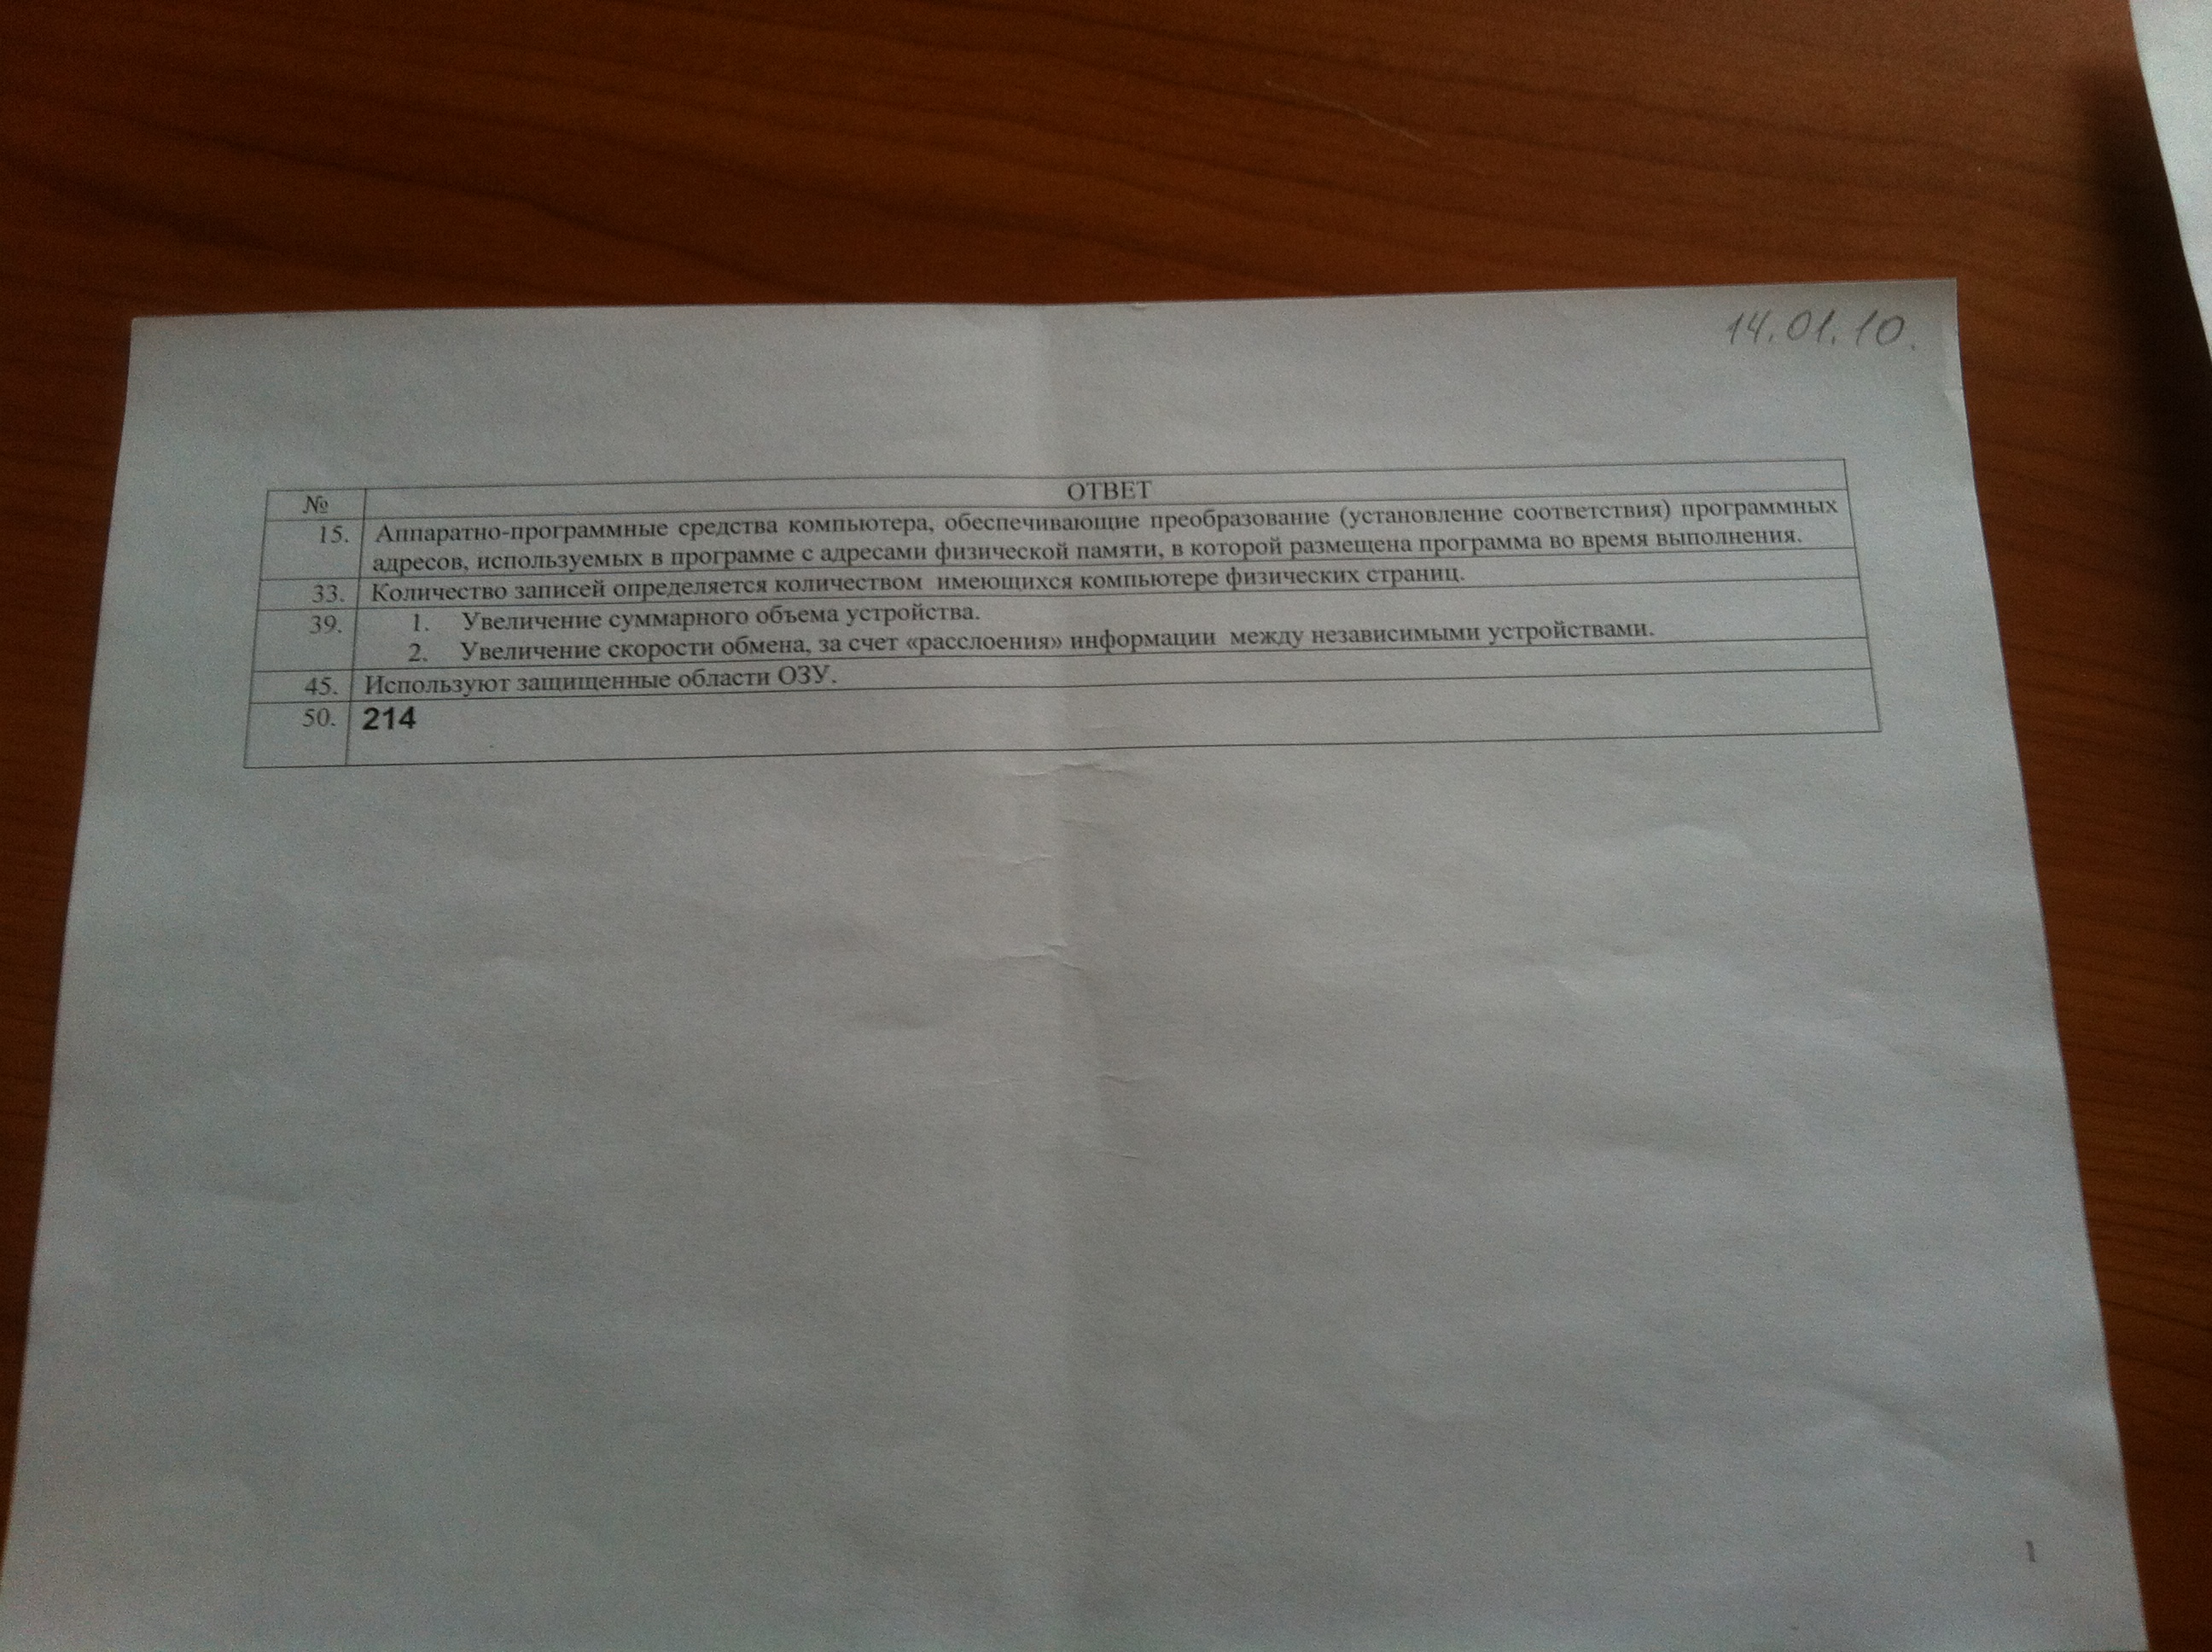 14.01.10.
№ ОТВЕТ
15. Аппаратно-программные средства компьютера, обеспечивающие преобразование (установление соответствия) программных
адресов, используемых в программе с адресами физической памяти, в которой размещена программа во время выполнения.
33. Количество записей определяется количеством имеющихся компьютере физических страниц.
39. 1. Увеличение суммарного объема устройства.
2. Увеличение скорости обмена, за счет «расслоения» информации между независимыми устройствами.
45. Используют защищенные области ОЗУ.
50. 214
1